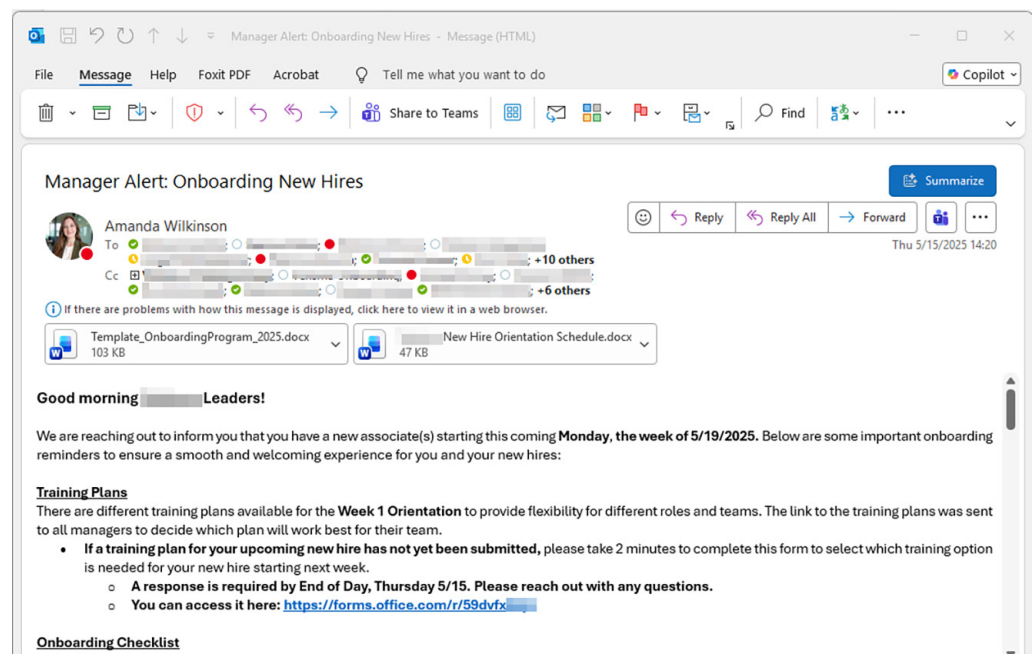 Manager Alert: Onboarding New Hires - Message (HTML)
File Message Help Foxit PDF Acrobat Tell me what you want to do Copilot
Share to Teams Find
Manager Alert: Onboarding New Hires
Summarize
Amanda Wilkinson
Reply Reply All Forward
To ; ; ;
; ; ; +10 others
Thu 5/15/2025 14:20
Cc ; ; ;
; ; ; +6 others
If there are problems with how this message is displayed, click here to view it in a web browser.
Template_OnboardingProgram_2025.docx
103 KB
New Hire Orientation Schedule.docx
47 KB
Good morning Leaders!
We are reaching out to inform you that you have a new associate(s) starting this coming Monday, the week of 5/19/2025. Below are some important onboarding
reminders to ensure a smooth and welcoming experience for you and your new hires:
Training Plans
There are different training plans available for the Week 1 Orientation to provide flexibility for different roles and teams. The link to the training plans was sent
to all managers to decide which plan will work best for their team.
• If a training plan for your upcoming new hire has not yet been submitted, please take 2 minutes to complete this form to select which training option
is needed for your new hire starting next week.
o A response is required by End of Day, Thursday 5/15. Please reach out with any questions.
o You can access it here: https://forms.office.com/r/59dvfx
Onboarding Checklist